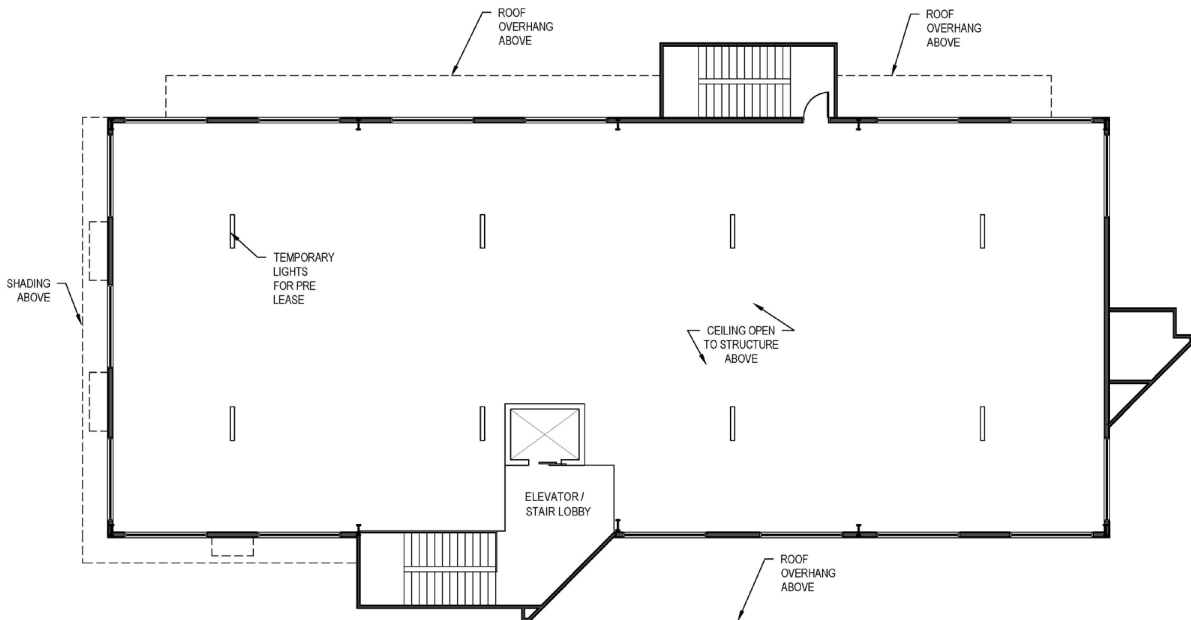 ROOF
OVERHANG
ABOVE
ROOF
OVERHANG
ABOVE
TEMPORARY
LIGHTS
FOR PRE
LEASE
SHADING
ABOVE
CEILING OPEN
TO STRUCTURE
ABOVE
ELEVATOR /
STAIR LOBBY
ROOF
OVERHANG
ABOVE